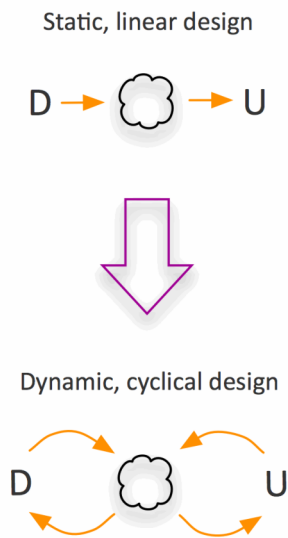 Static, linear design
D U
Dynamic, cyclical design
D U